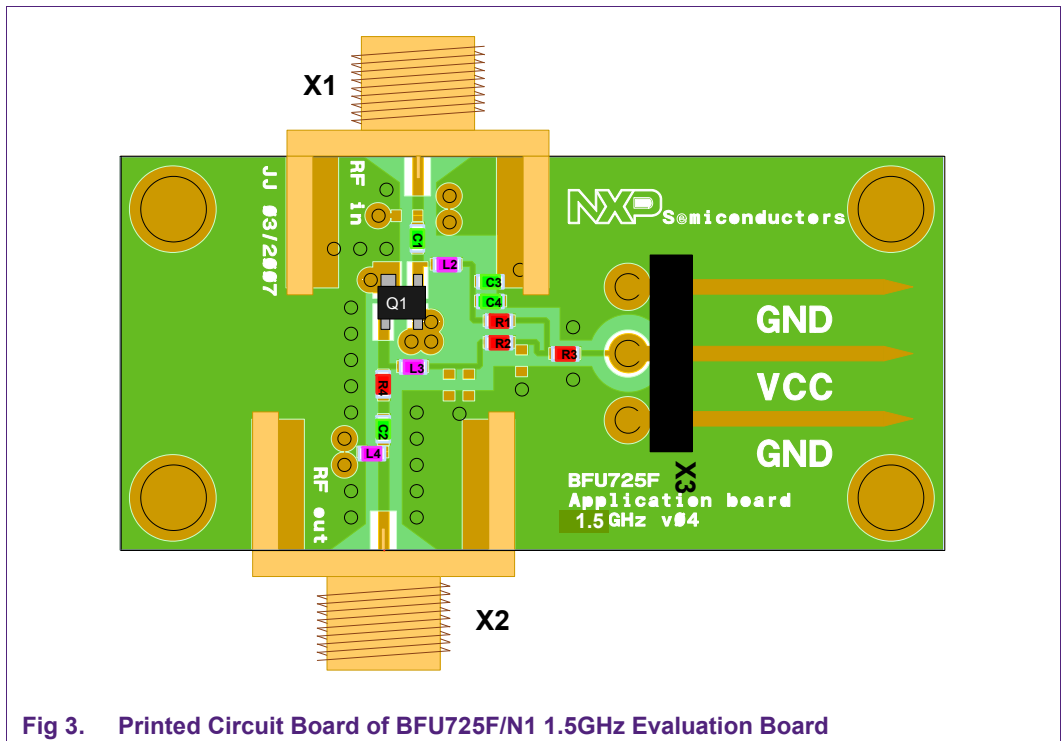 X1
JJ 03/2007
RF in
NXP Semiconductors
C1
L2
C3
Q1
C4
R1
R2
R3
L3
R4
C2
L4
GND
VCC
GND
X3
RF out
BFU725F
Application board
1.5 GHz v04
X2
Fig 3. Printed Circuit Board of BFU725F/N1 1.5GHz Evaluation Board